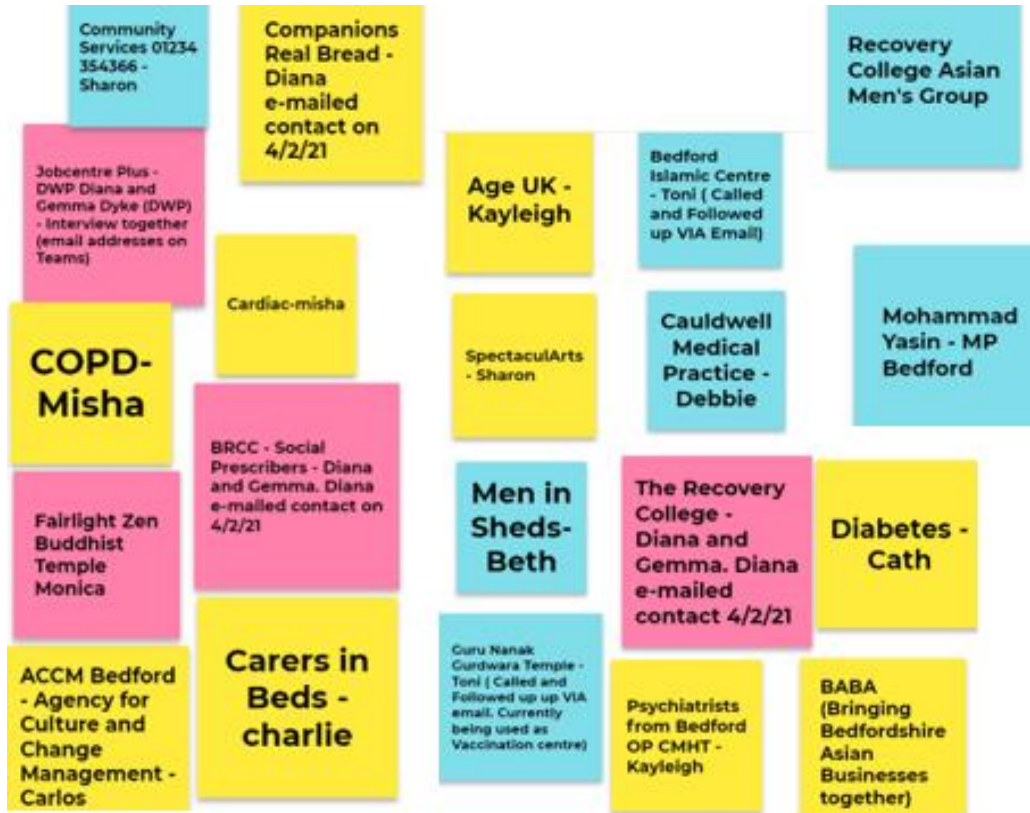 Community
Services 01234
354366 -
Sharon
Companions
Real Bread -
Diana
e-mailed
contact on
4/2/21
Recovery
College Asian
Men's Group
Jobcentre Plus -
DWP Diana and
Gemma Dyke (DWP)
- Interview together
(email addresses on
Teams)
Age UK -
Kayleigh
Bedford
Islamic Centre
- Toni ( Called
and Followed
up VIA Email)
Cardiac-misha
Mohammad
Yasin - MP
Bedford
COPD-
Misha
SpectaculArts
- Sharon
Cauldwell
Medical
Practice -
Debbie
BRCC - Social
Prescribers - Diana
and Gemma. Diana
e-mailed contact on
4/2/21
Men in
Sheds-
Beth
The Recovery
College -
Diana and
Gemma. Diana
e-mailed
contact 4/2/21
Diabetes -
Cath
Fairlight Zen
Buddhist
Temple
Monica
ACCM Bedford
- Agency for
Culture and
Change
Management -
Carlos
Carers in
Beds -
charlie
Guru Nanak
Gurdwara Temple -
Toni ( Called and
Followed up up VIA
email. Currently
being used as
Vaccination centre)
Psychiatrists
from Bedford
OP CMHT -
Kayleigh
BABA
(Bringing
Bedfordshire
Asian
Businesses
together)